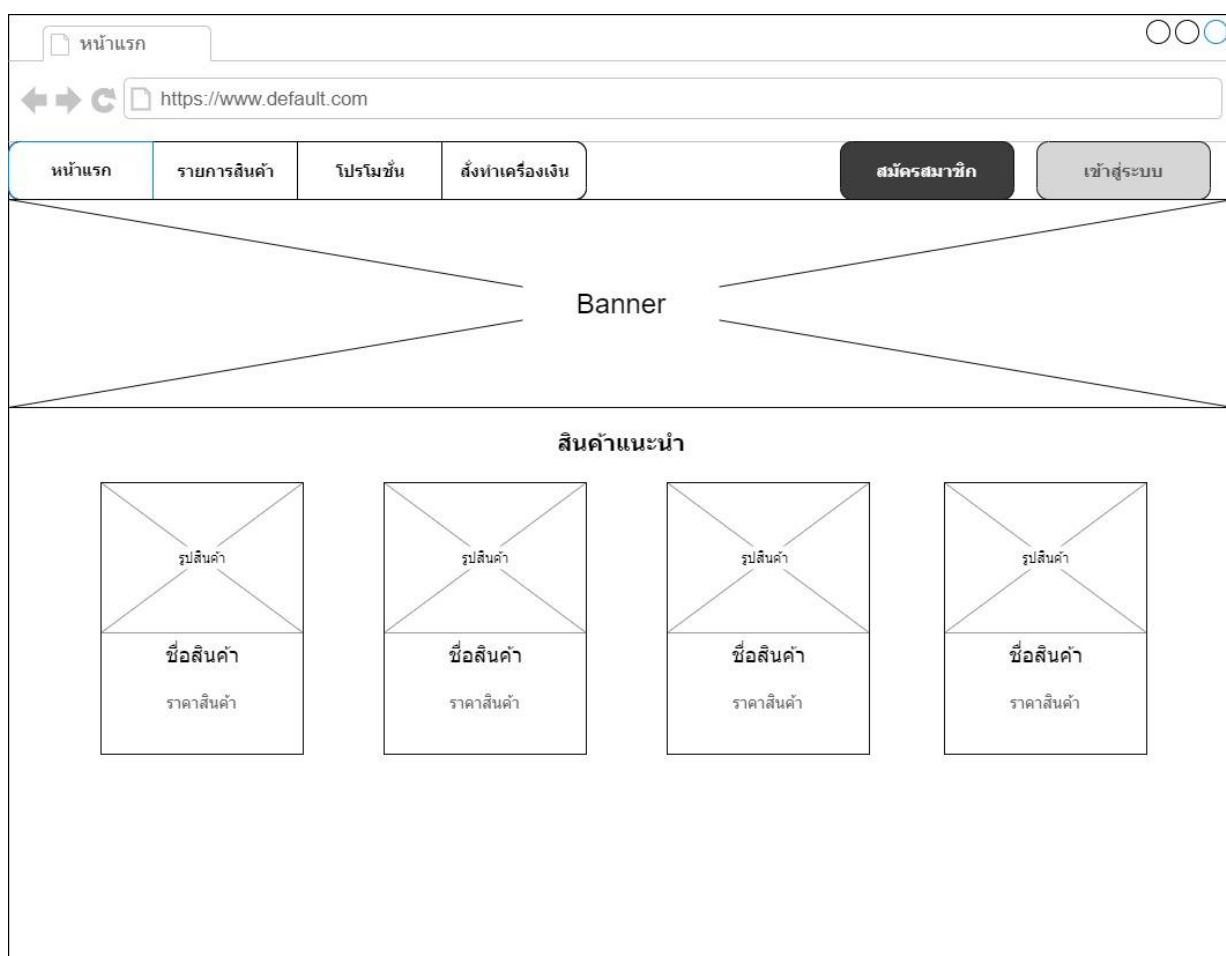 หน้าแรก
https://www.default.com
หน้าแรก รายการสินค้า โปรโมชั่น สั่งทำเครื่องเงิน สมัครสมาชิก เข้าสู่ระบบ
Banner
สินค้าแนะนำ
รูปสินค้า รูปสินค้า รูปสินค้า รูปสินค้า
ชื่อสินค้า ชื่อสินค้า ชื่อสินค้า ชื่อสินค้า
ราคาสินค้า ราคาสินค้า ราคาสินค้า ราคาสินค้า